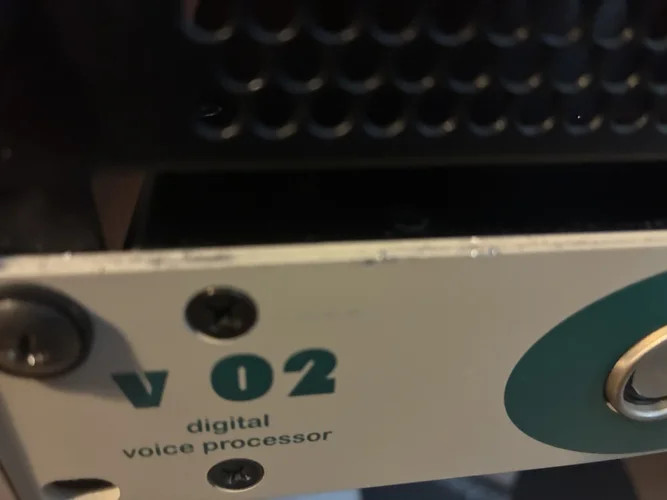 v 02
digital
voice processor